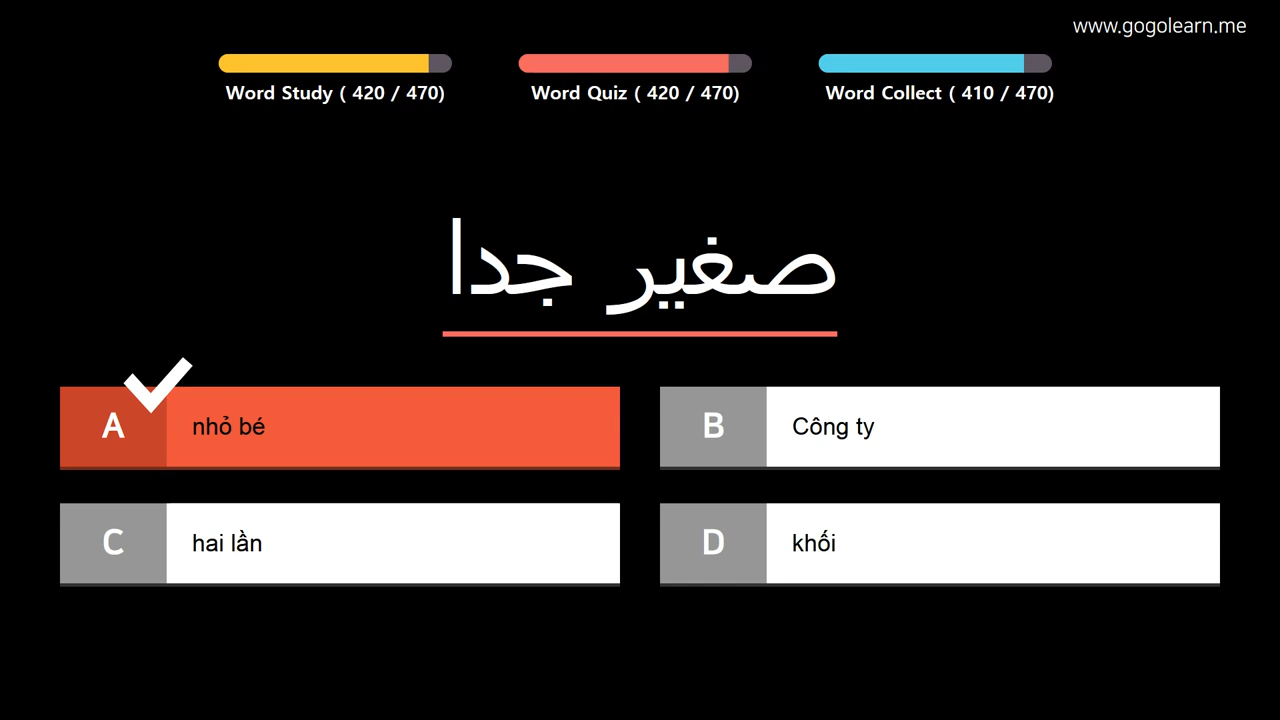 www.gogolearn.me
Word Study ( 420 / 470)
Word Quiz ( 420 / 470)
Word Collect ( 410 / 470)
صغير جدا
A nhỏ bé
B Công ty
C hai lần
D khối